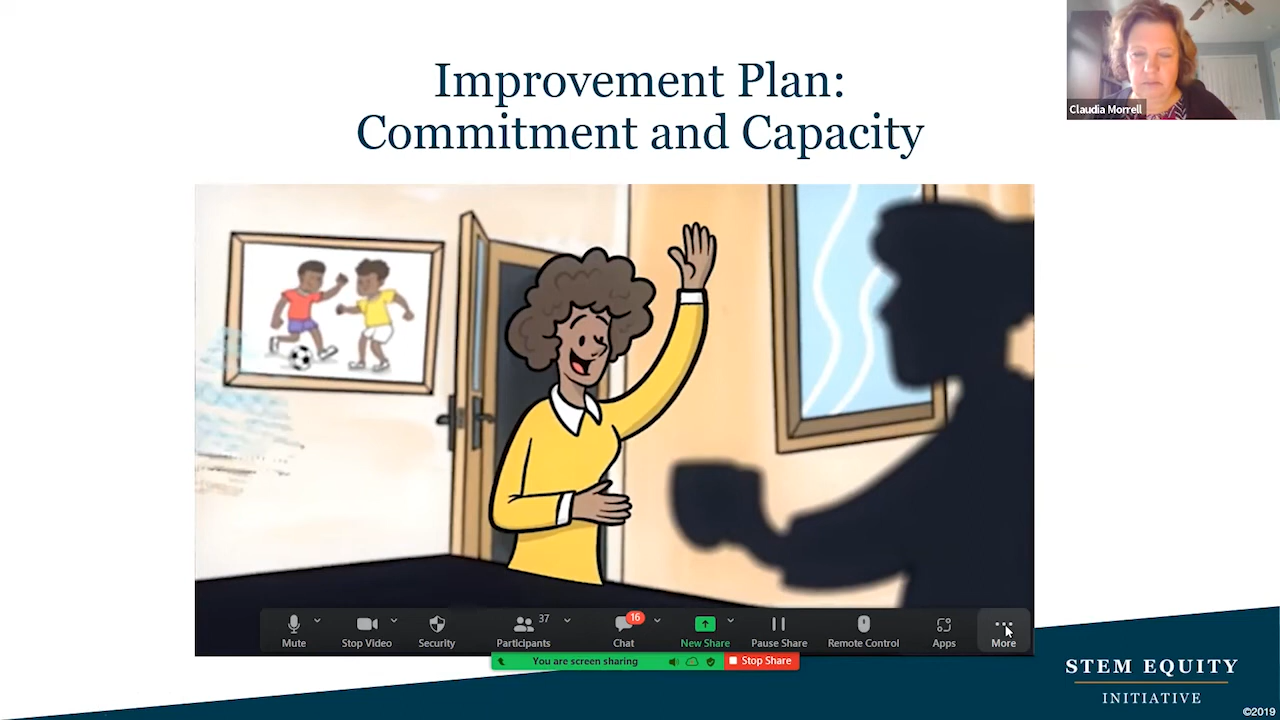 Improvement Plan:
Commitment and Capacity
Claudia Morrell
37
16
Mute
Stop Video
Security
Participants
Chat
New Share
Pause Share
Remote Control
Apps
More
You are screen sharing
Stop Share
STEM EQUITY
INITIATIVE
©2019